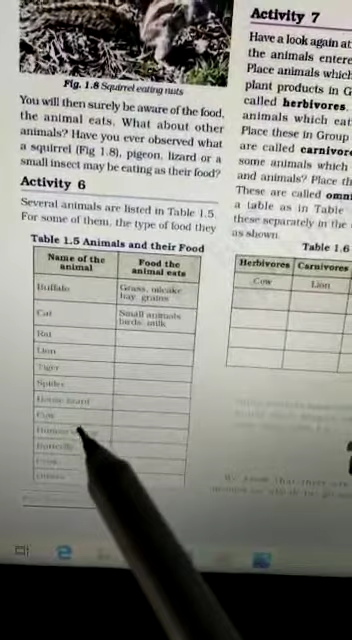 Fig. 1.8 Squirrel eating nuts
You will then surely be aware of the food,
the animal eats. What about other
animals? Have you ever observed what
a squirrel (Fig 1.8), pigeon, lizard or a
small insect may be eating as their food?
Activity 6
Several animals are listed in Table 1.5.
For some of them, the type of food they
Table 1.5 Animals and their Food
Name of the animal
Food the animal eats
Buffalo
Grass, oilcake
hay, grains
Cat
Small animals
birds, milk
Rat
Lion
Tiger
Spider
House lizard
Cow
Human
Butterfly
Crow
Activity 7
Have a look again at
the animals entere
Place animals which
plant products in G
called herbivores.
animals which eat
Place these in Group
are called carnivore
some animals which
and animals? Place th
These are called omni
a table as in Table
these separately in the
as shown.
Table 1.6
Herbivores Carnivores
Cow Lion